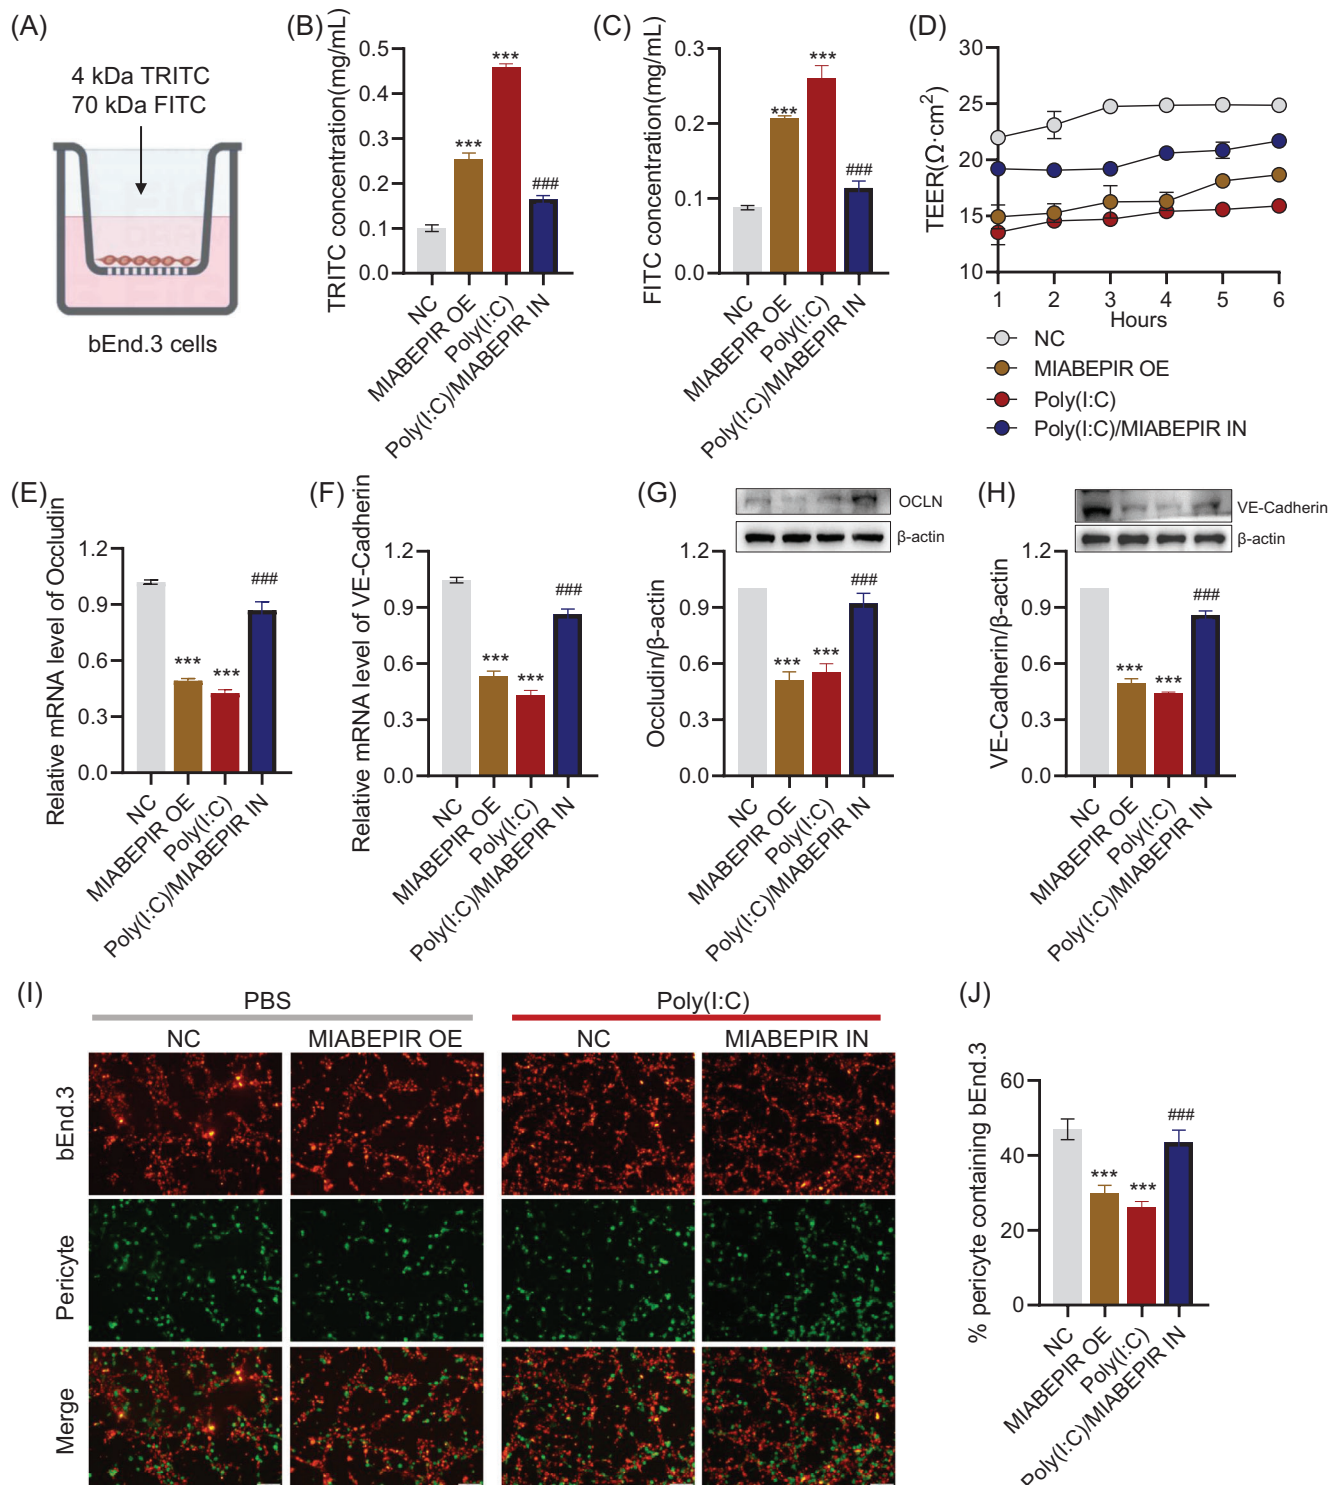 (A)
4 kDa TRITC
70 kDa FITC
bEnd.3 cells
(B)
TRITC concentration(mg/mL)
0.5
0.4
0.3
0.2
0.1
0.0
***
***
###
NC
MIABEPIR OE
Poly(I:C)
Poly(I:C)/MIABEPIR IN
(C)
FITC concentration(mg/mL)
0.3
0.2
0.1
0.0
***
***
###
NC
MIABEPIR OE
Poly(I:C)
Poly(I:C)/MIABEPIR IN
(D)
TEER(Ω·cm²)
30
25
20
15
10
1 2 3 4 5 6
Hours
NC
MIABEPIR OE
Poly(I:C)
Poly(I:C)/MIABEPIR IN
(E)
Relative mRNA level of Occludin
1.2
0.9
0.6
0.3
0.0
***
***
###
NC
MIABEPIR OE
Poly(I:C)
Poly(I:C)/MIABEPIR IN
(F)
Relative mRNA level of VE-Cadherin
1.2
0.9
0.6
0.3
0.0
***
***
###
NC
MIABEPIR OE
Poly(I:C)
Poly(I:C)/MIABEPIR IN
(G)
OCLN
β-actin
Occludin/β-actin
1.2
0.9
0.6
0.3
0.0
***
***
###
NC
MIABEPIR OE
Poly(I:C)
Poly(I:C)/MIABEPIR IN
(H)
VE-Cadherin
β-actin
VE-Cadherin/β-actin
1.2
0.9
0.6
0.3
0.0
***
***
###
NC
MIABEPIR OE
Poly(I:C)
Poly(I:C)/MIABEPIR IN
(I)
PBS
Poly(I:C)
NC
MIABEPIR OE
NC
MIABEPIR IN
bEnd.3
Pericyte
Merge
(J)
% pericyte containing bEnd.3
60
40
20
0
***
***
###
NC
MIABEPIR OE
Poly(I:C)
Poly(I:C)/MIABEPIR IN